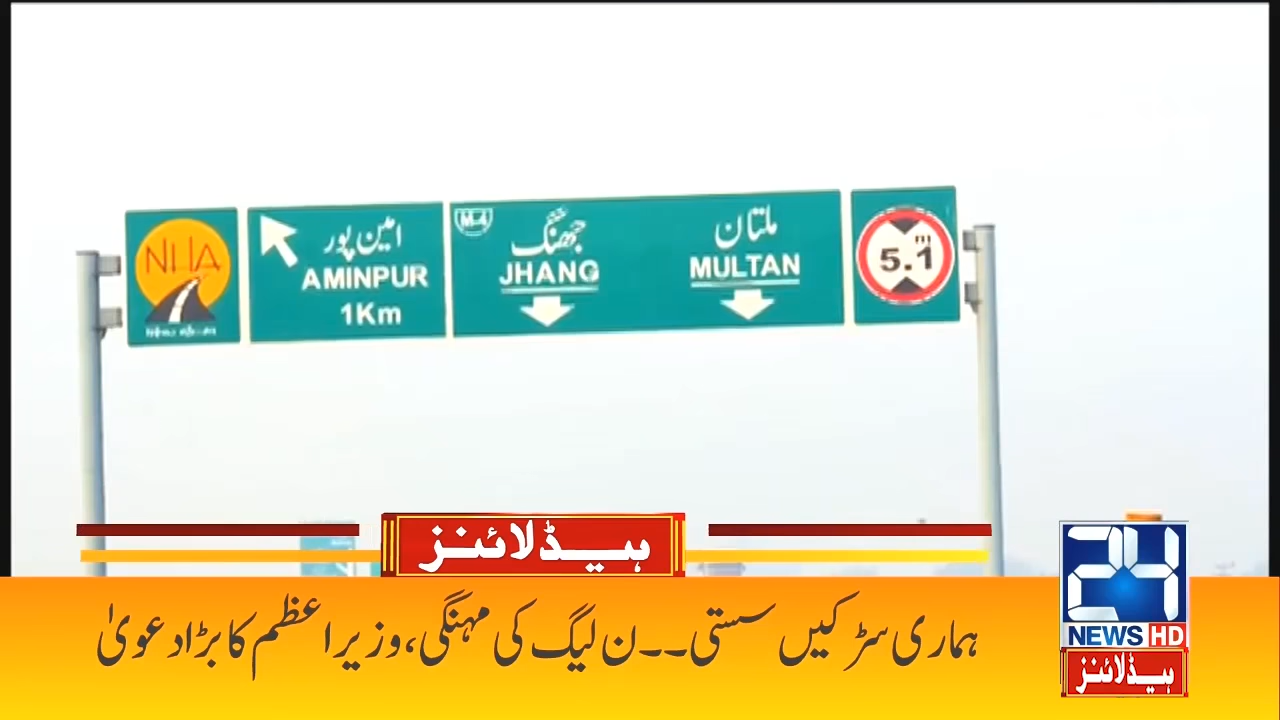 NHA
امین پور
AMINPUR
1Km
M-4
جھنگ
JHANG
ملتان
MULTAN
5.1 m
ہیڈلائنز
ہماری سڑکیں سستی۔۔ن لیگ کی مہنگی،وزیراعظم کا بڑا دعویٰ
24
NEWS HD
ہیڈلائنز